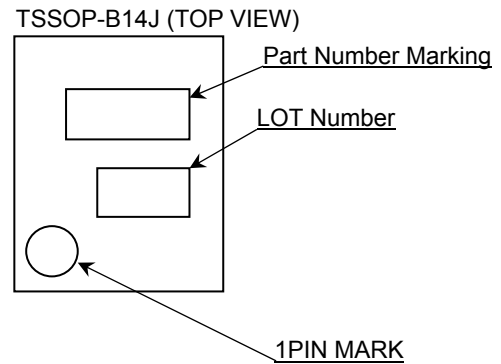 TSSOP-B14J (TOP VIEW)
Part Number Marking
LOT Number
1PIN MARK